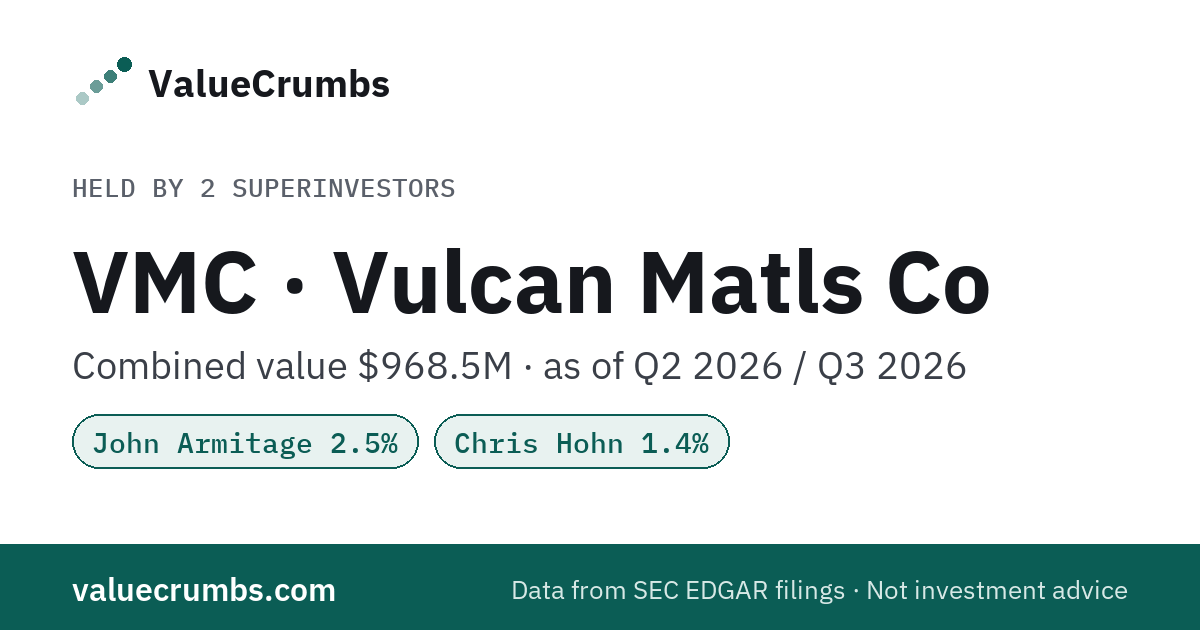 ValueCrumbs
HELD BY 2 SUPERINVESTORS
VMC · Vulcan Matls Co
Combined value $968.5M · as of Q2 2026 / Q3 2026
John Armitage 2.5% Chris Hohn 1.4%
valuecrumbs.com Data from SEC EDGAR filings · Not investment advice